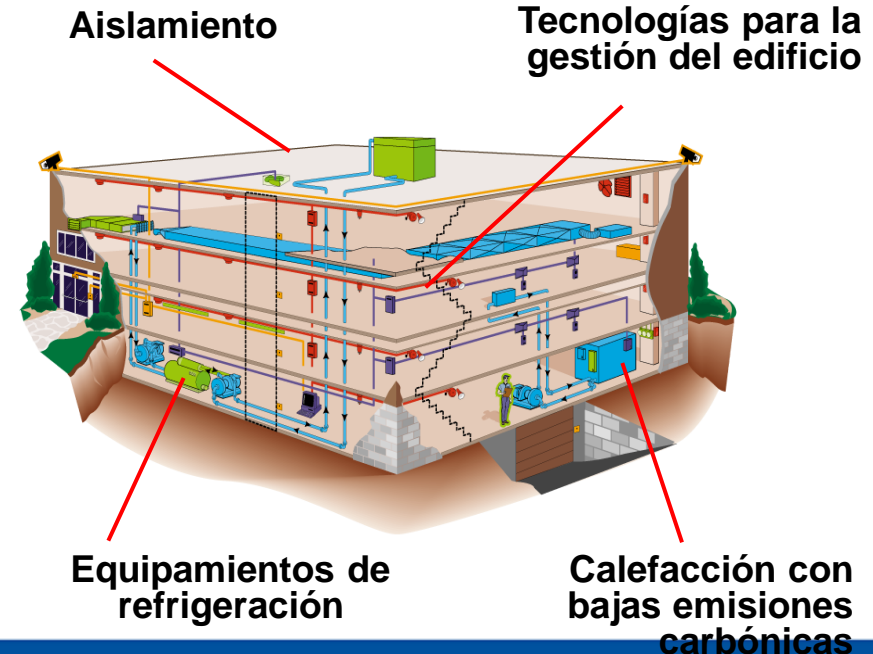 Aislamiento
Tecnologías para la
gestión del edificio
Equipamientos de
refrigeración
Calefacción con
bajas emisiones
carbónicas